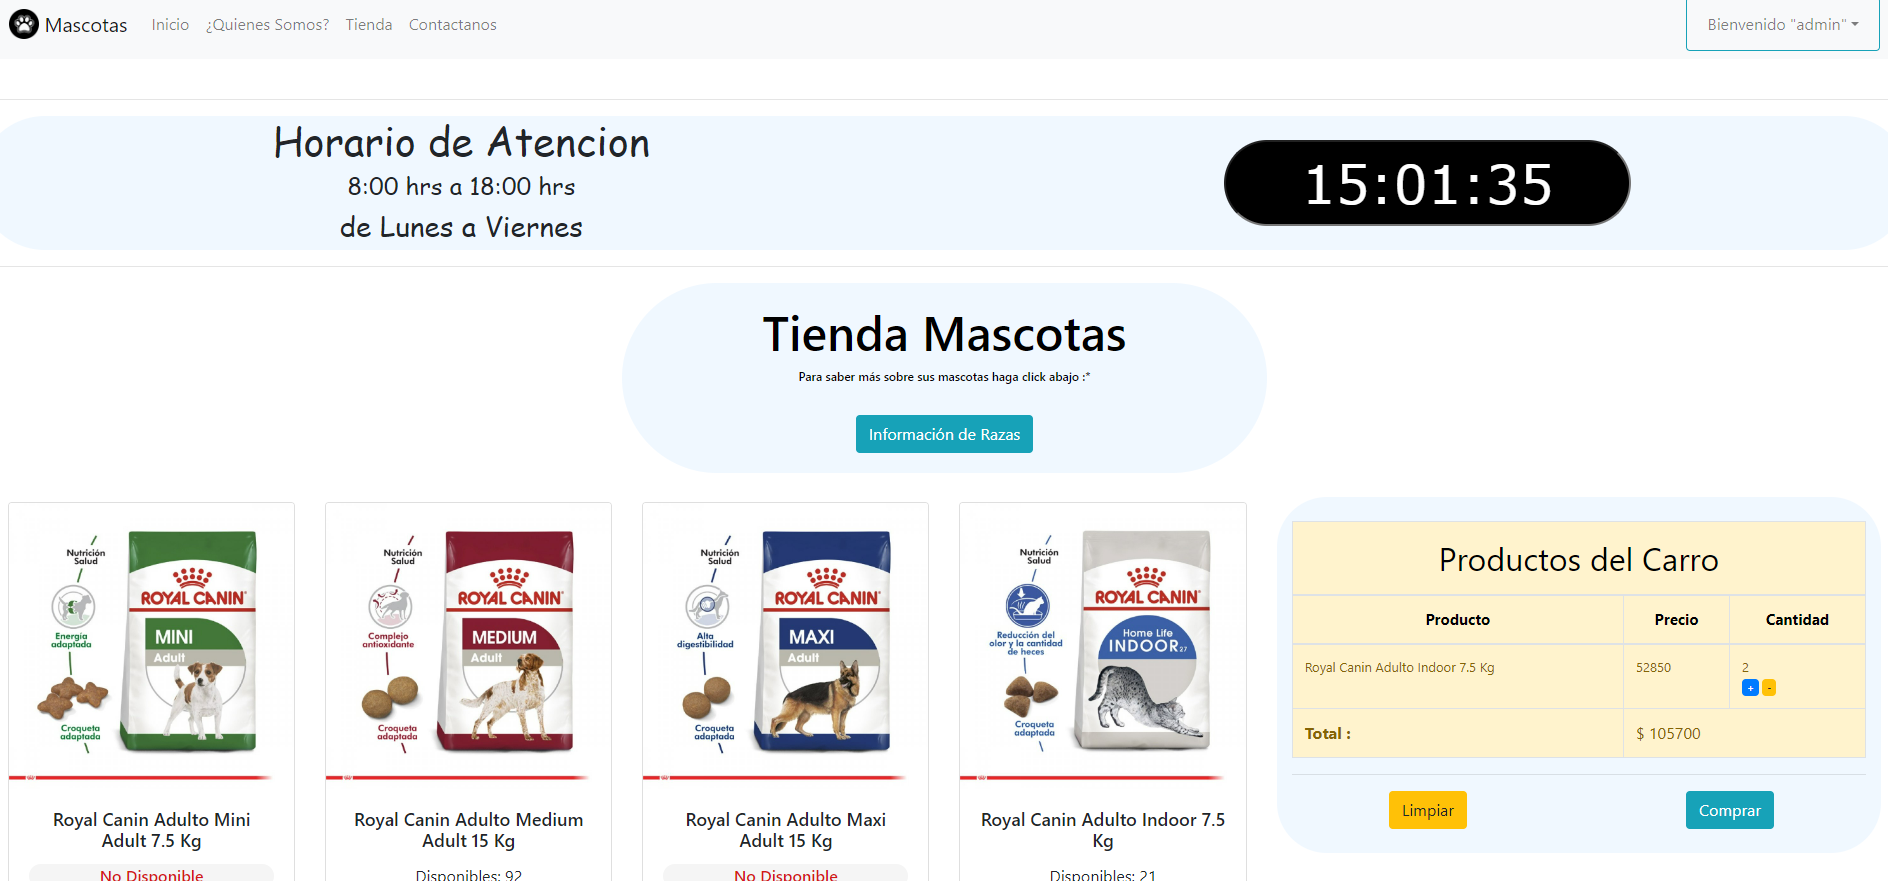 Mascotas
Inicio
¿Quienes Somos?
Tienda
Contactanos
Bienvenido "admin"
Horario de Atencion
8:00 hrs a 18:00 hrs
de Lunes a Viernes
15:01:35
Tienda Mascotas
Para saber más sobre sus mascotas haga click abajo :*
Información de Razas
Nutrición
Salud
Energía
adaptada
Croqueta
adaptada
ROYAL CANIN
MINI
Adult
Royal Canin Adulto Mini
Adult 7.5 Kg
No Disponible
Nutrición
Salud
Complejo
antioxidante
Croqueta
adaptada
ROYAL CANIN
MEDIUM
Adult
Royal Canin Adulto Medium
Adult 15 Kg
Disponibles: 92
Nutrición
Salud
Alta
digestibilidad
Croqueta
adaptada
ROYAL CANIN
MAXI
Adult
Royal Canin Adulto Maxi
Adult 15 Kg
No Disponible
Nutrición
Salud
Reducción del
olor y la cantidad
de heces
Croqueta
adaptada
ROYAL CANIN
Home Life
INDOOR 27
Royal Canin Adulto Indoor 7.5
Kg
Disponibles: 21
Productos del Carro
Producto Precio Cantidad
Royal Canin Adulto Indoor 7.5 Kg 52850 2
+ -
Total : $ 105700
Limpiar
Comprar